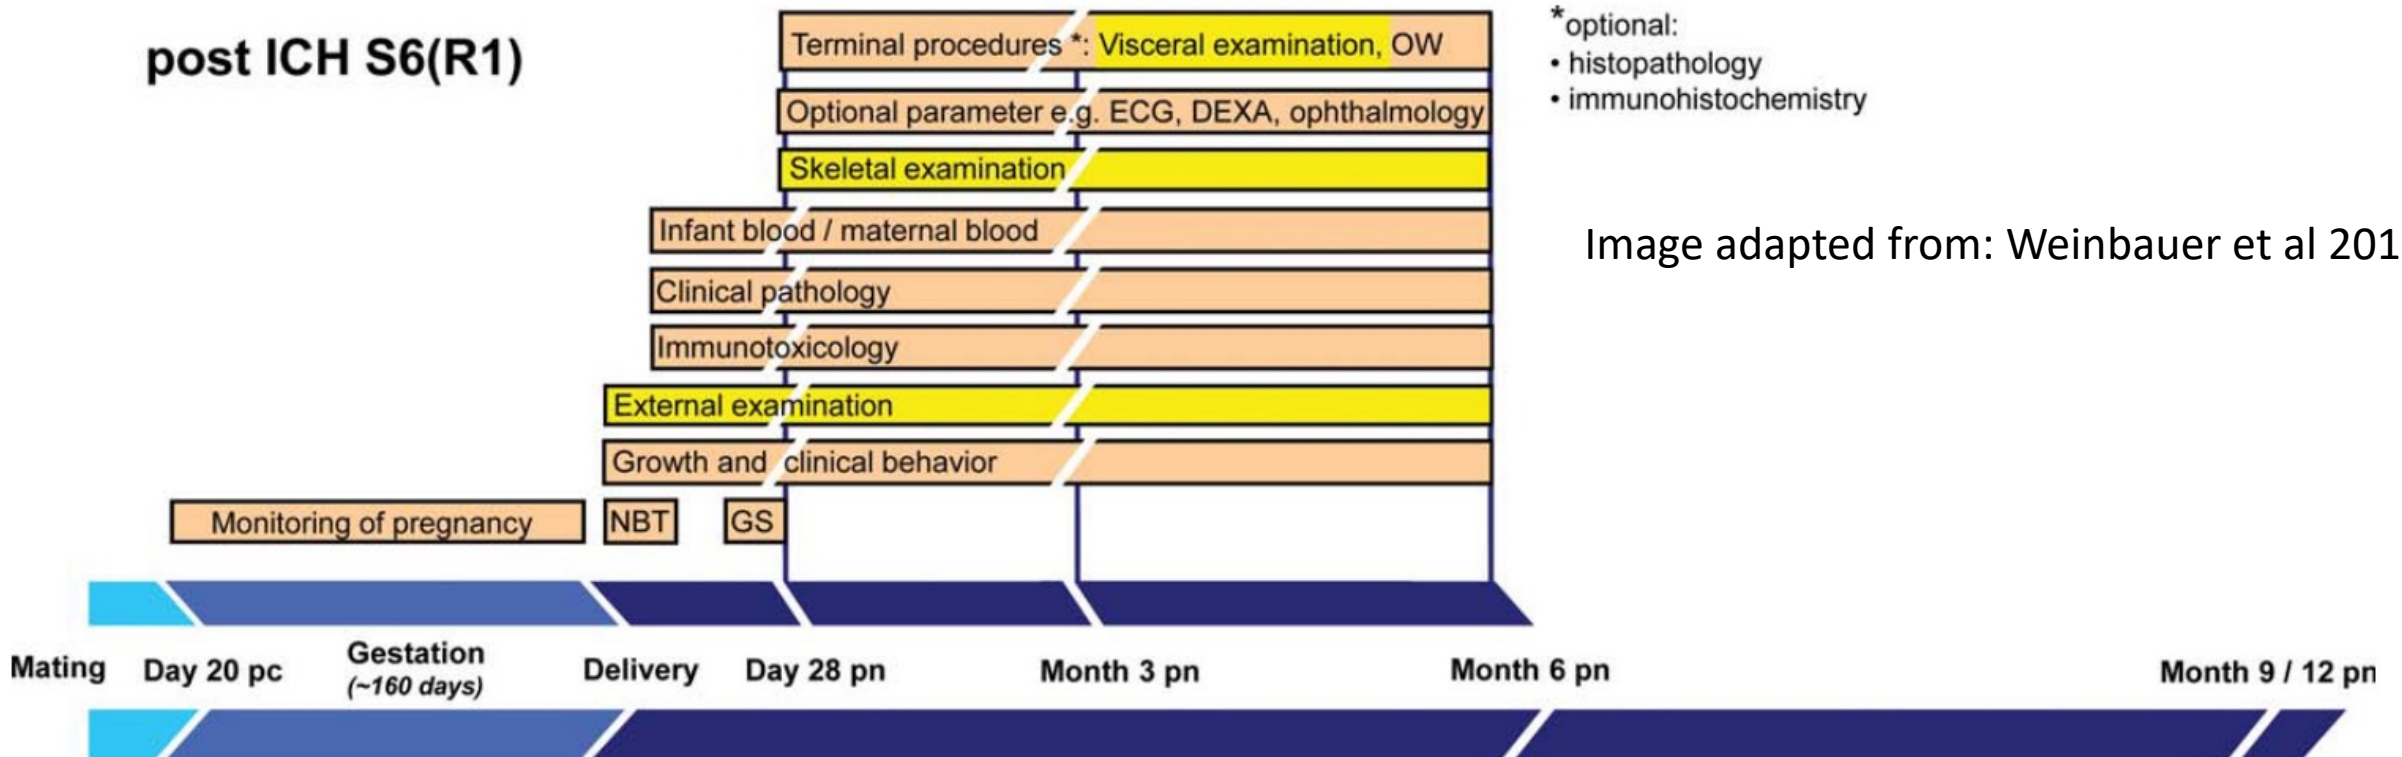 post ICH S6(R1)
Terminal procedures *: Visceral examination, OW
*optional:
• histopathology
• immunohistochemistry
Optional parameter e.g. ECG, DEXA, ophthalmology
Skeletal examination
Infant blood / maternal blood
Image adapted from: Weinbauer et al 201
Clinical pathology
Immunotoxicology
External examination
Growth and clinical behavior
Monitoring of pregnancy
NBT
GS
Mating
Day 20 pc
Gestation
(~160 days)
Delivery
Day 28 pn
Month 3 pn
Month 6 pn
Month 9 / 12 pn